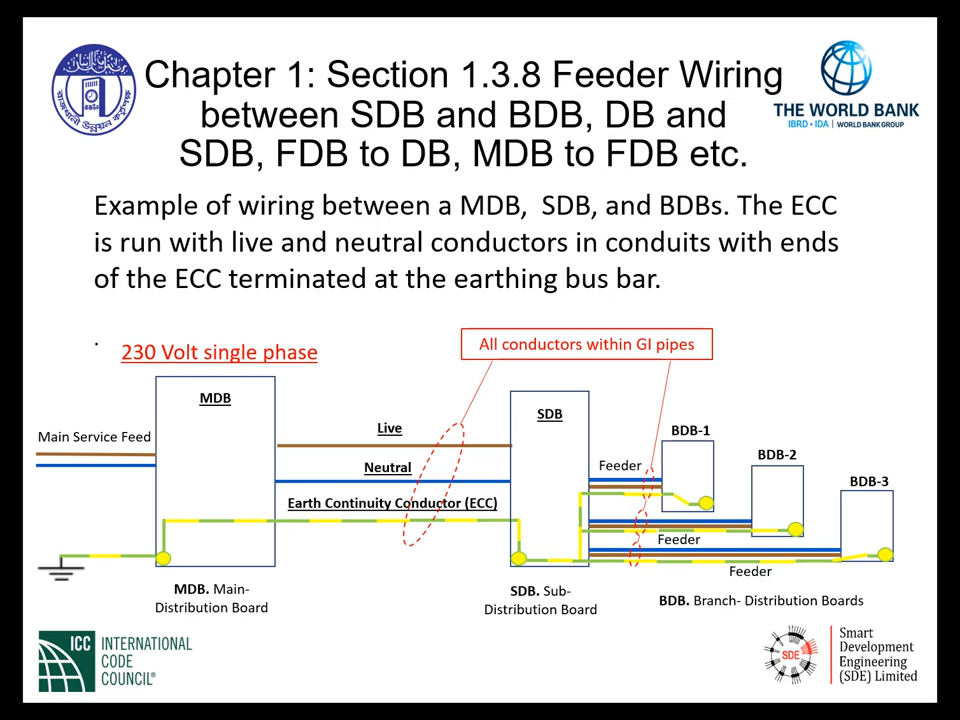 Chapter 1: Section 1.3.8 Feeder Wiring
between SDB and BDB, DB and
SDB, FDB to DB, MDB to FDB etc.
THE WORLD BANK
IBRD • IDA | WORLD BANK GROUP
Example of wiring between a MDB, SDB, and BDBs. The ECC
is run with live and neutral conductors in conduits with ends
of the ECC terminated at the earthing bus bar.
.
230 Volt single phase
All conductors within GI pipes
MDB
SDB
Main Service Feed
Live
Neutral
Earth Continuity Conductor (ECC)
BDB-1
BDB-2
BDB-3
Feeder
Feeder
Feeder
MDB. Main-
Distribution Board
SDB. Sub-
Distribution Board
BDB. Branch- Distribution Boards
ICC INTERNATIONAL
CODE
COUNCIL®
SDE
Smart
Development
Engineering
(SDE) Limited